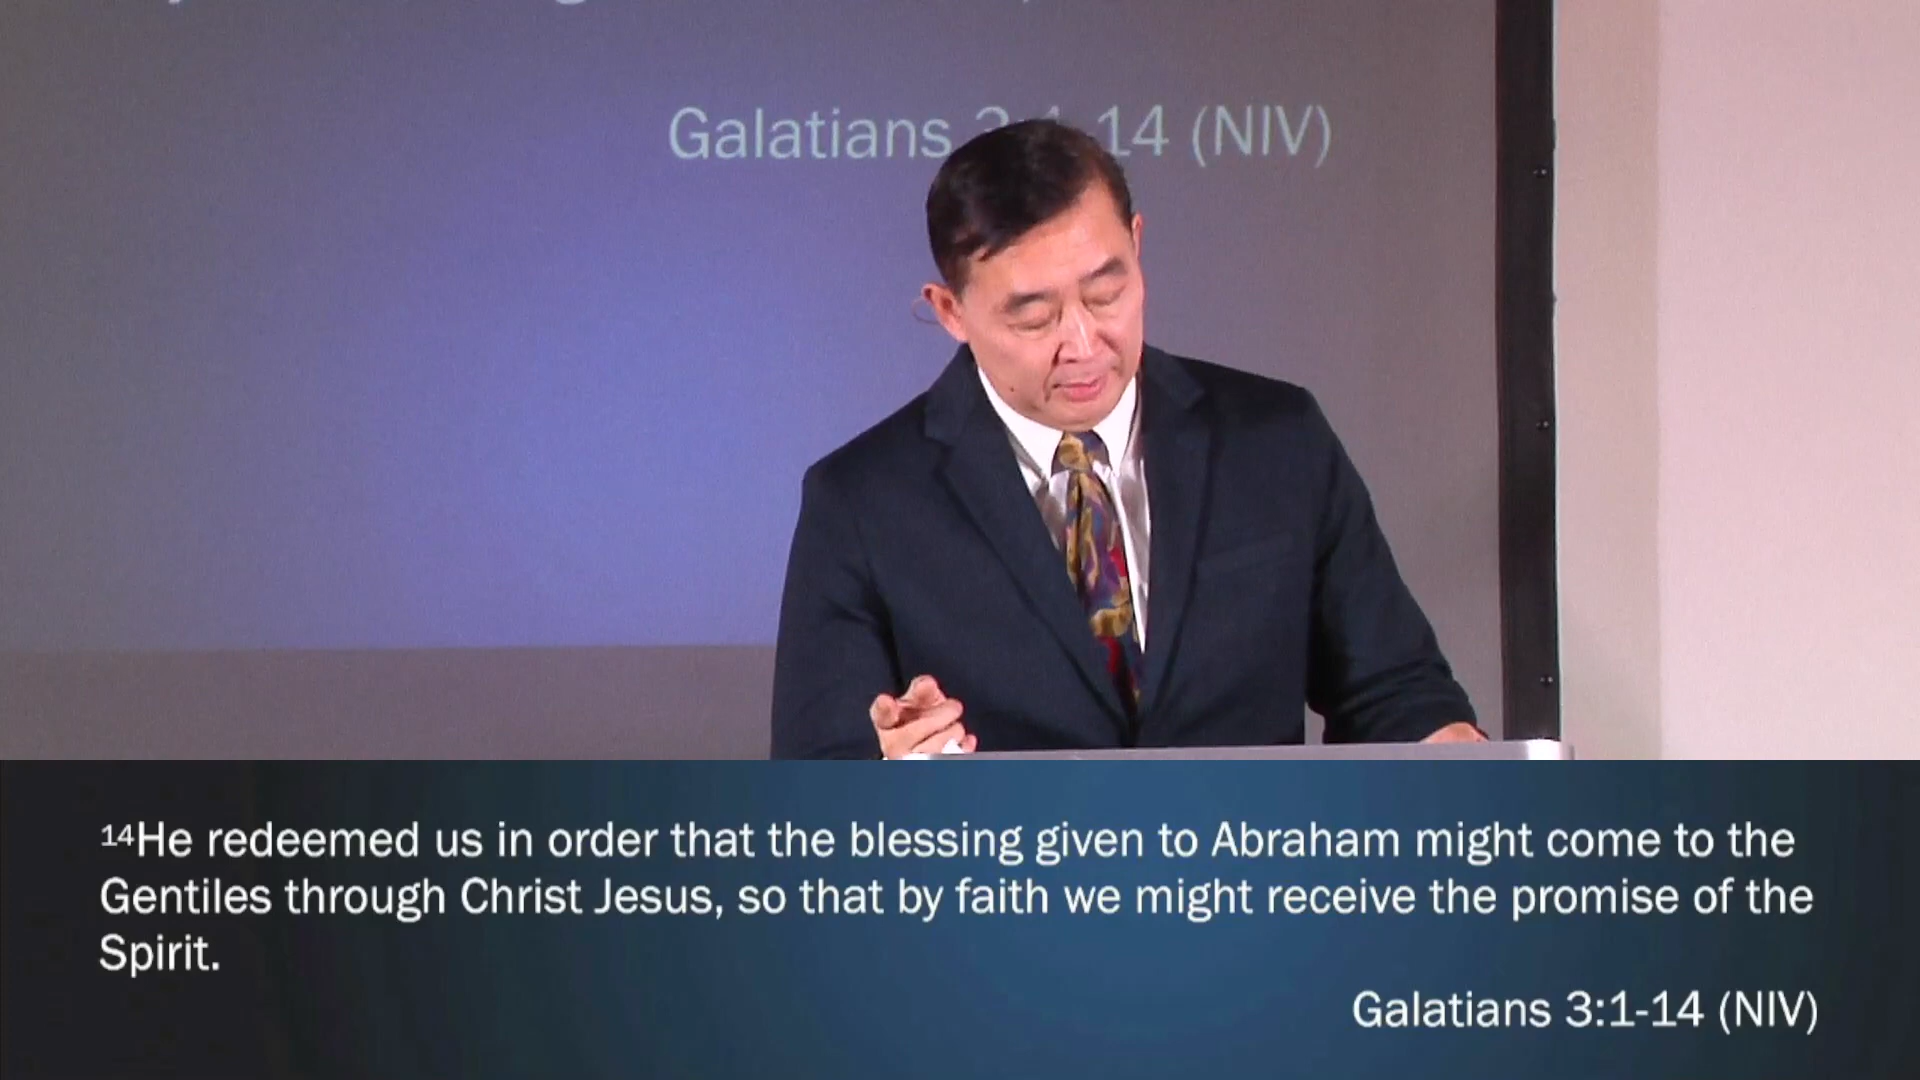 Galatians 3:1-14 (NIV)
¹⁴He redeemed us in order that the blessing given to Abraham might come to the
Gentiles through Christ Jesus, so that by faith we might receive the promise of the
Spirit.
Galatians 3:1-14 (NIV)